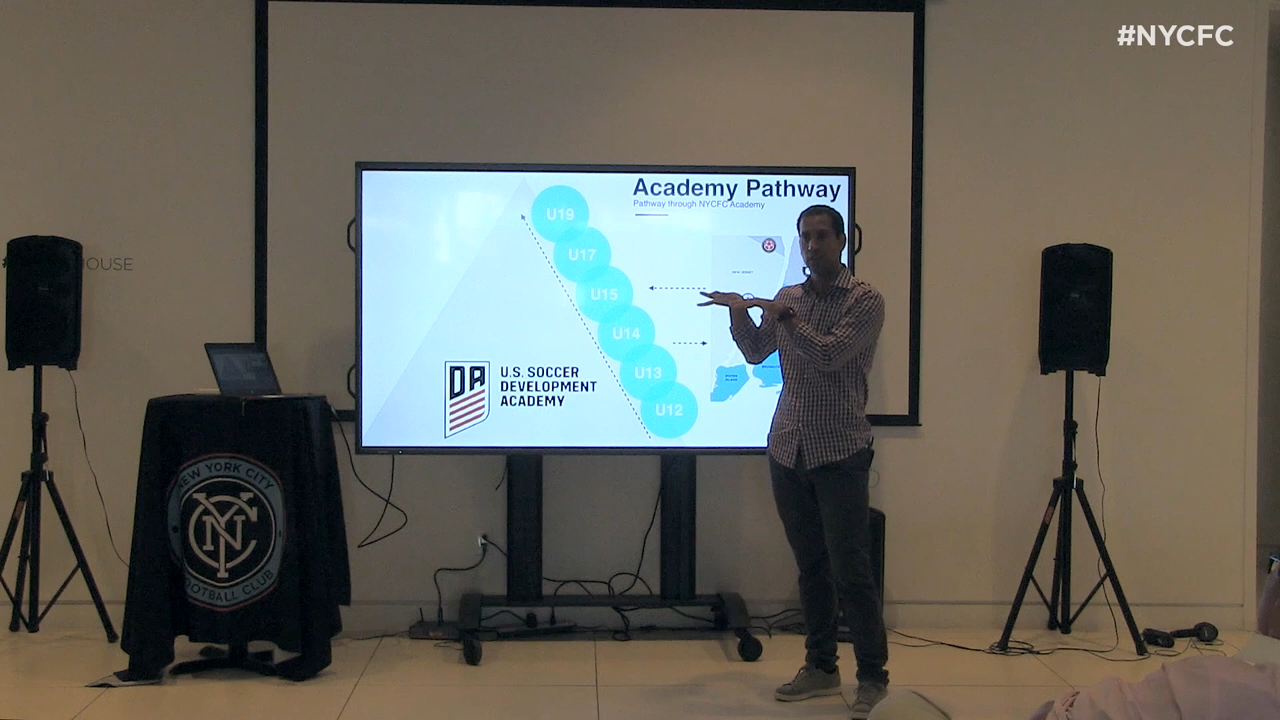 #NYCFC
Academy Pathway
Pathway through NYCFC Academy
U19
U17
U15
U14
U13
U12
DA
U.S. SOCCER
DEVELOPMENT
ACADEMY
OUSE
NEW YORK CITY
NYC
FOOTBALL CLUB